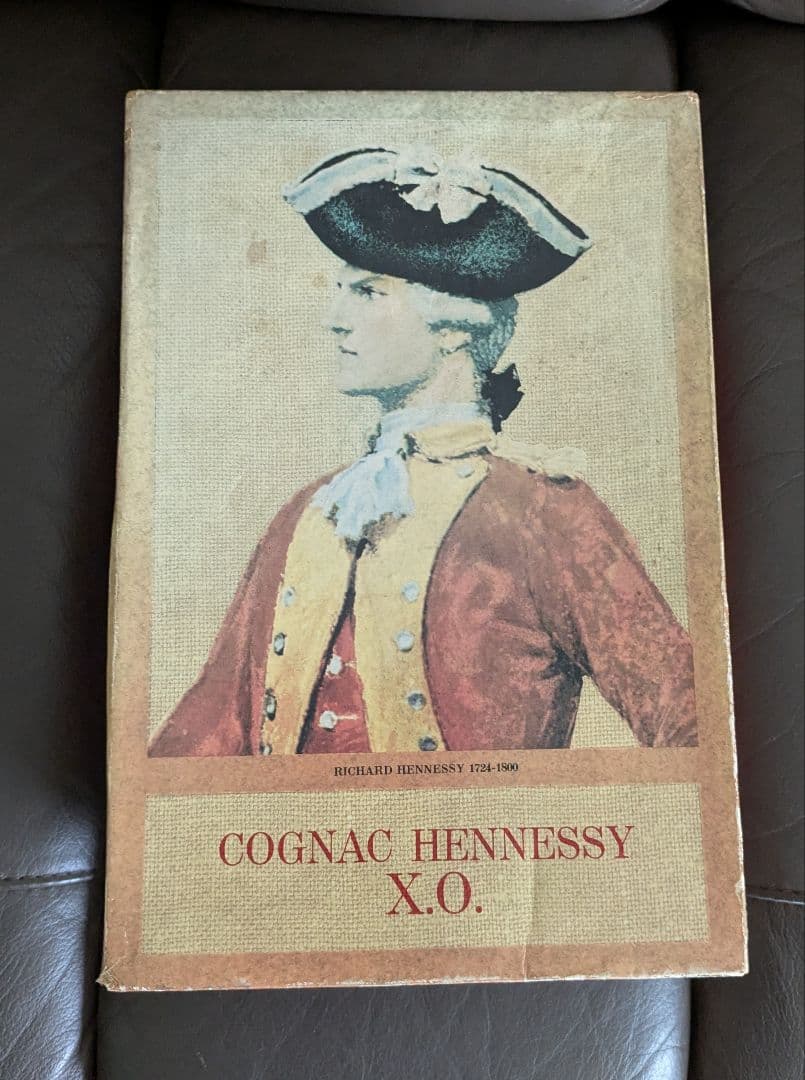 RICHARD HENNESSY 1724-1800
COGNAC HENNESSY
X.O.